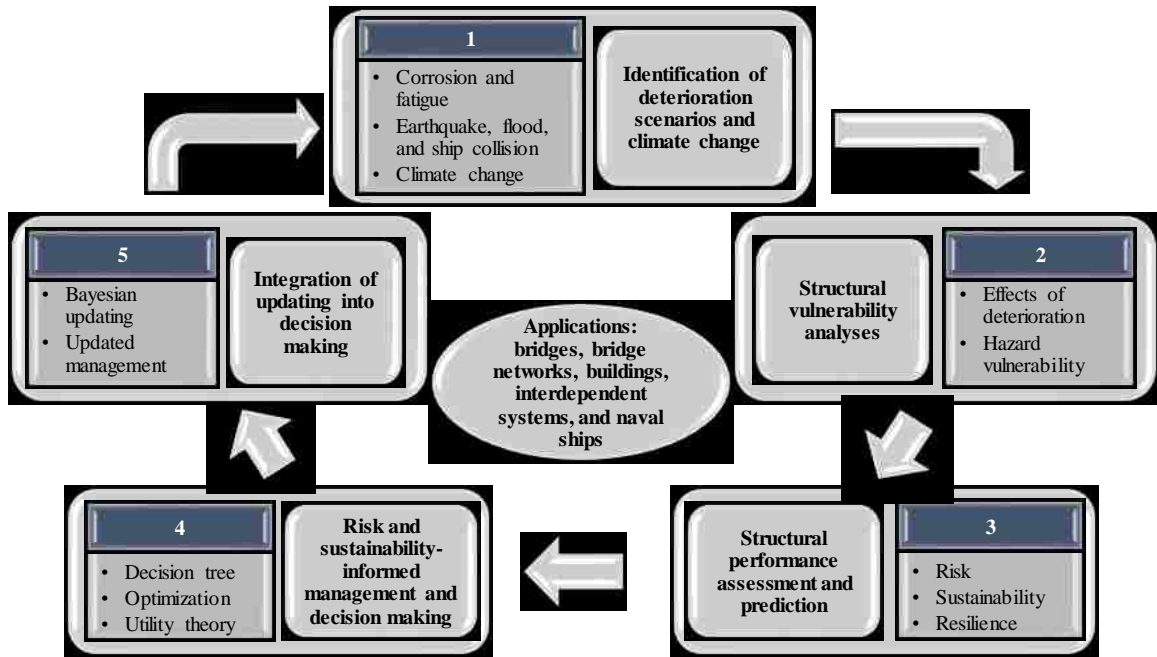 1
• Corrosion and
fatigue
• Earthquake, flood,
and ship collision
• Climate change
Identification of
deterioration
scenarios and
climate change
Structural
vulnerability
analyses
2
• Effects of
deterioration
• Hazard
vulnerability
Structural
performance
assessment and
prediction
3
• Risk
• Sustainability
• Resilience
4
• Decision tree
• Optimization
• Utility theory
Risk and
sustainability-
informed
management and
decision making
5
• Bayesian
updating
• Updated
management
Integration of
updating into
decision
making
Applications:
bridges, bridge
networks, buildings,
interdependent
systems, and naval
ships